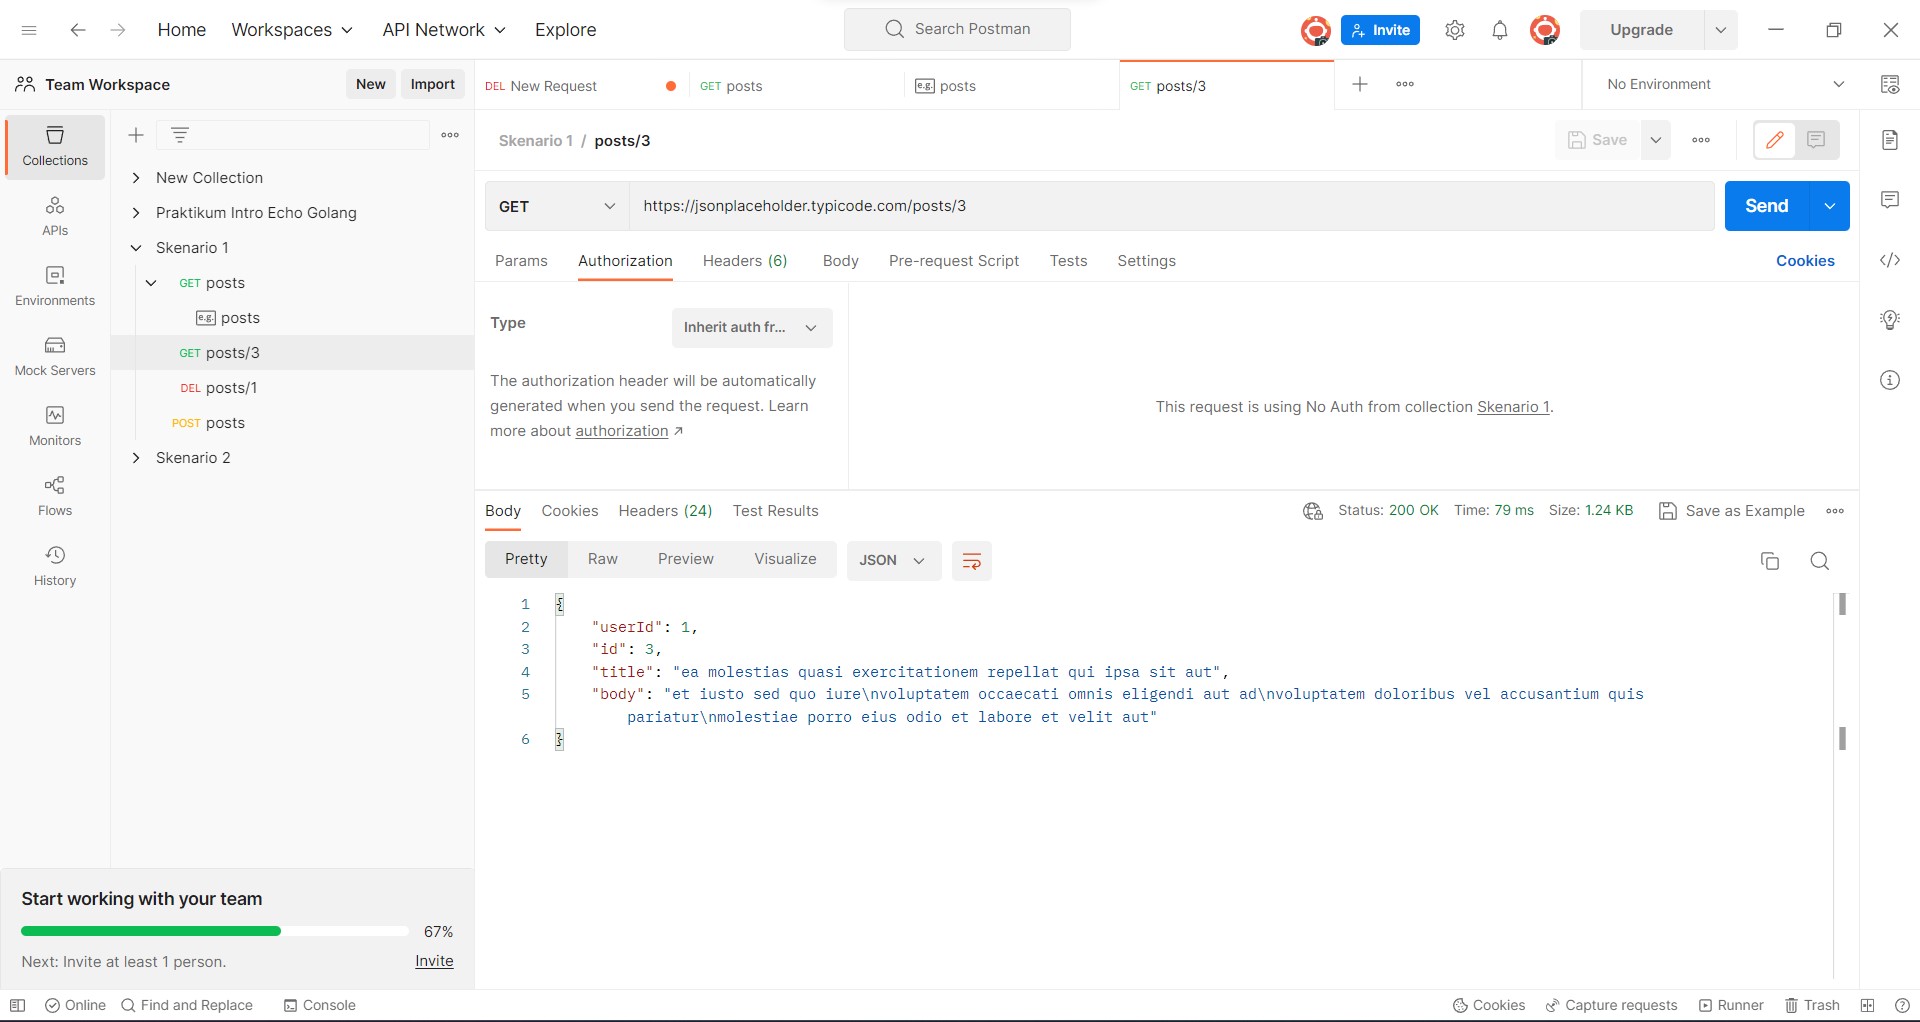 Home Workspaces API Network Explore Search Postman Invite Upgrade
Team Workspace New Import
DEL New Request GET posts e.g. posts GET posts/3 No Environment
Collections
APIs
Environments
Mock Servers
Monitors
Flows
History
New Collection
Praktikum Intro Echo Golang
Skenario 1
GET posts
e.g. posts
GET posts/3
DEL posts/1
POST posts
Skenario 2
Start working with your team
67%
Next: Invite at least 1 person. Invite
Skenario 1 / posts/3 Save
GET https://jsonplaceholder.typicode.com/posts/3 Send
Params Authorization Headers (6) Body Pre-request Script Tests Settings Cookies
Type Inherit auth fr...
The authorization header will be automatically
generated when you send the request. Learn
more about authorization ↗
This request is using No Auth from collection Skenario 1.
Body Cookies Headers (24) Test Results Status: 200 OK Time: 79 ms Size: 1.24 KB Save as Example
Pretty Raw Preview Visualize JSON
1 {
2 "userId": 1,
3 "id": 3,
4 "title": "ea molestias quasi exercitationem repellat qui ipsa sit aut",
5 "body": "et iusto sed quo iure\nvoluptatem occaecati omnis eligendi aut ad\nvoluptatem doloribus vel accusantium quis
pariatur\nmolestiae porro eius odio et labore et velit aut"
6 }
Online Find and Replace Console Cookies Capture requests Runner Trash